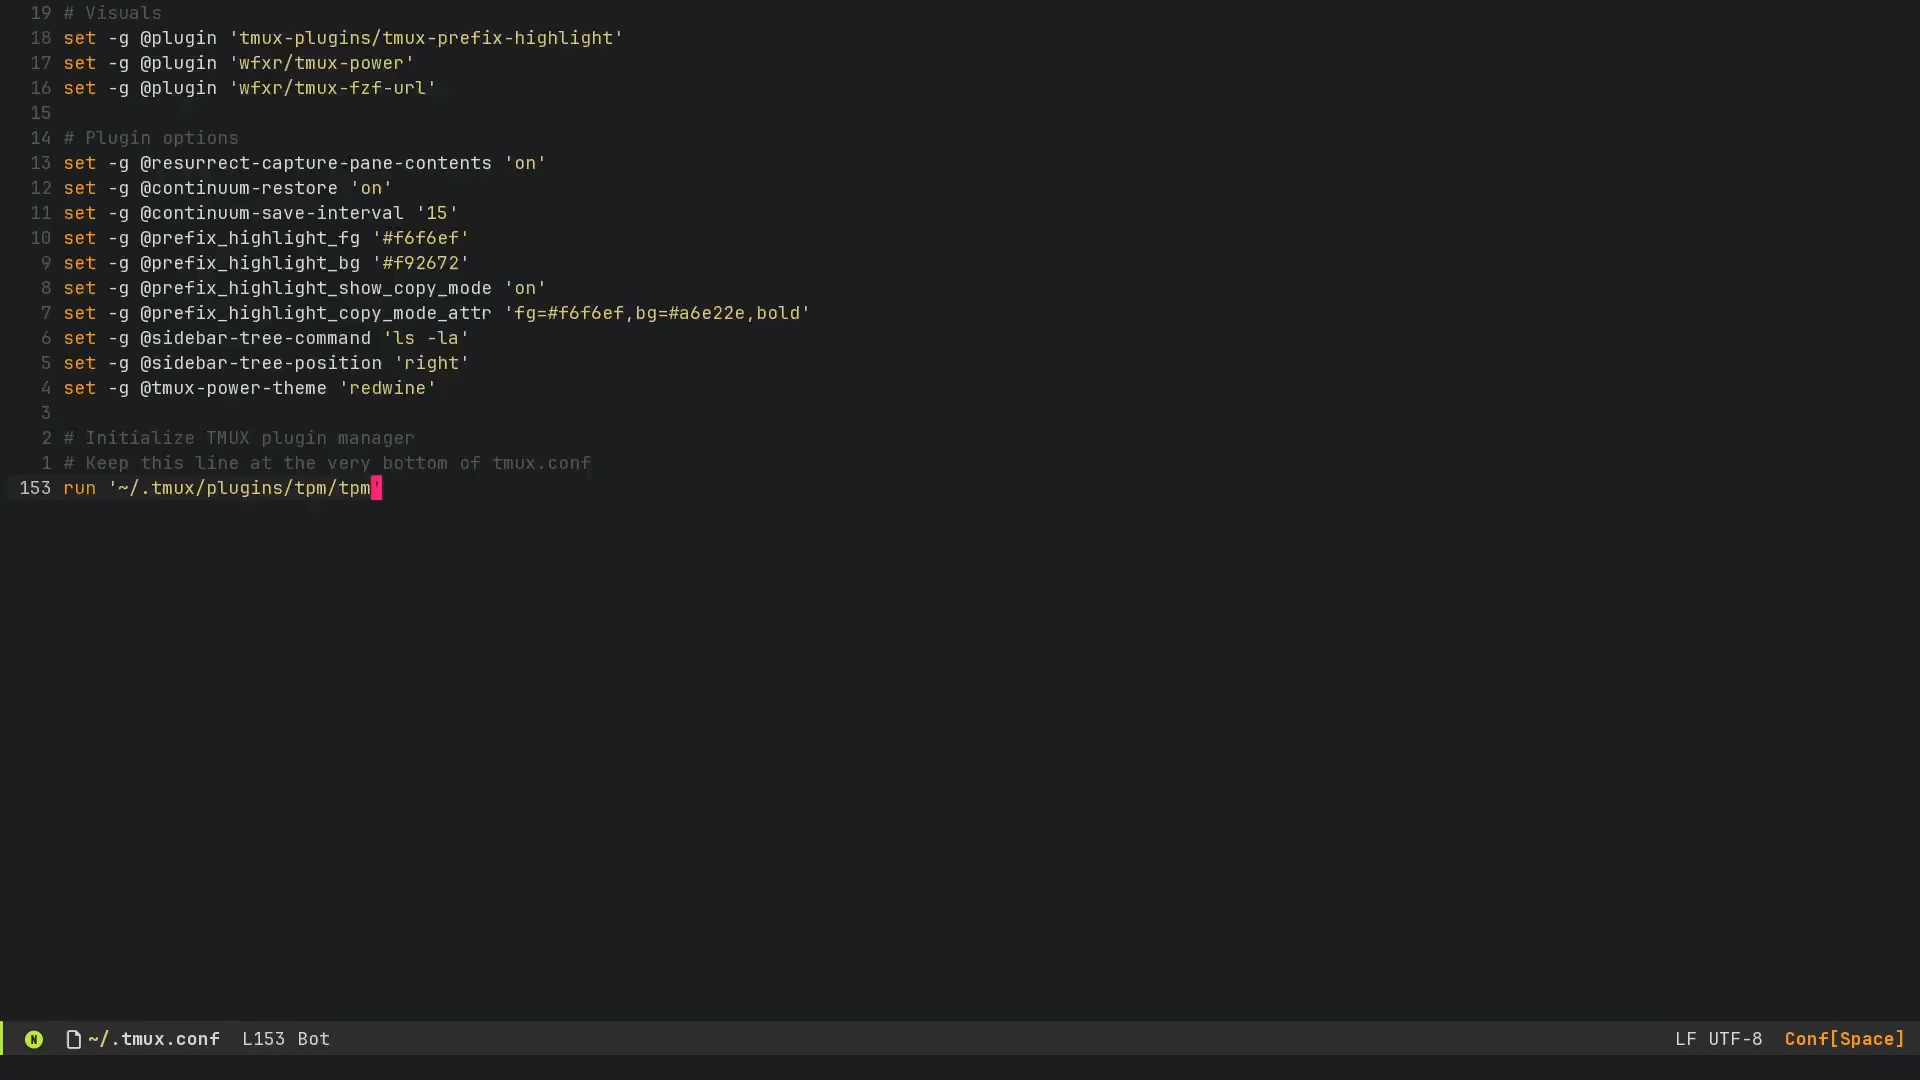 19 # Visuals
18 set -g @plugin 'tmux-plugins/tmux-prefix-highlight'
17 set -g @plugin 'wfxr/tmux-power'
16 set -g @plugin 'wfxr/tmux-fzf-url'
15
14 # Plugin options
13 set -g @resurrect-capture-pane-contents 'on'
12 set -g @continuum-restore 'on'
11 set -g @continuum-save-interval '15'
10 set -g @prefix_highlight_fg '#f6f6ef'
9 set -g @prefix_highlight_bg '#f92672'
8 set -g @prefix_highlight_show_copy_mode 'on'
7 set -g @prefix_highlight_copy_mode_attr 'fg=#f6f6ef,bg=#a6e22e,bold'
6 set -g @sidebar-tree-command 'ls -la'
5 set -g @sidebar-tree-position 'right'
4 set -g @tmux-power-theme 'redwine'
3
2 # Initialize TMUX plugin manager
1 # Keep this line at the very bottom of tmux.conf
153 run '~/.tmux/plugins/tpm/tpm'
N ~/.tmux.conf L153 Bot LF UTF-8 Conf[Space]